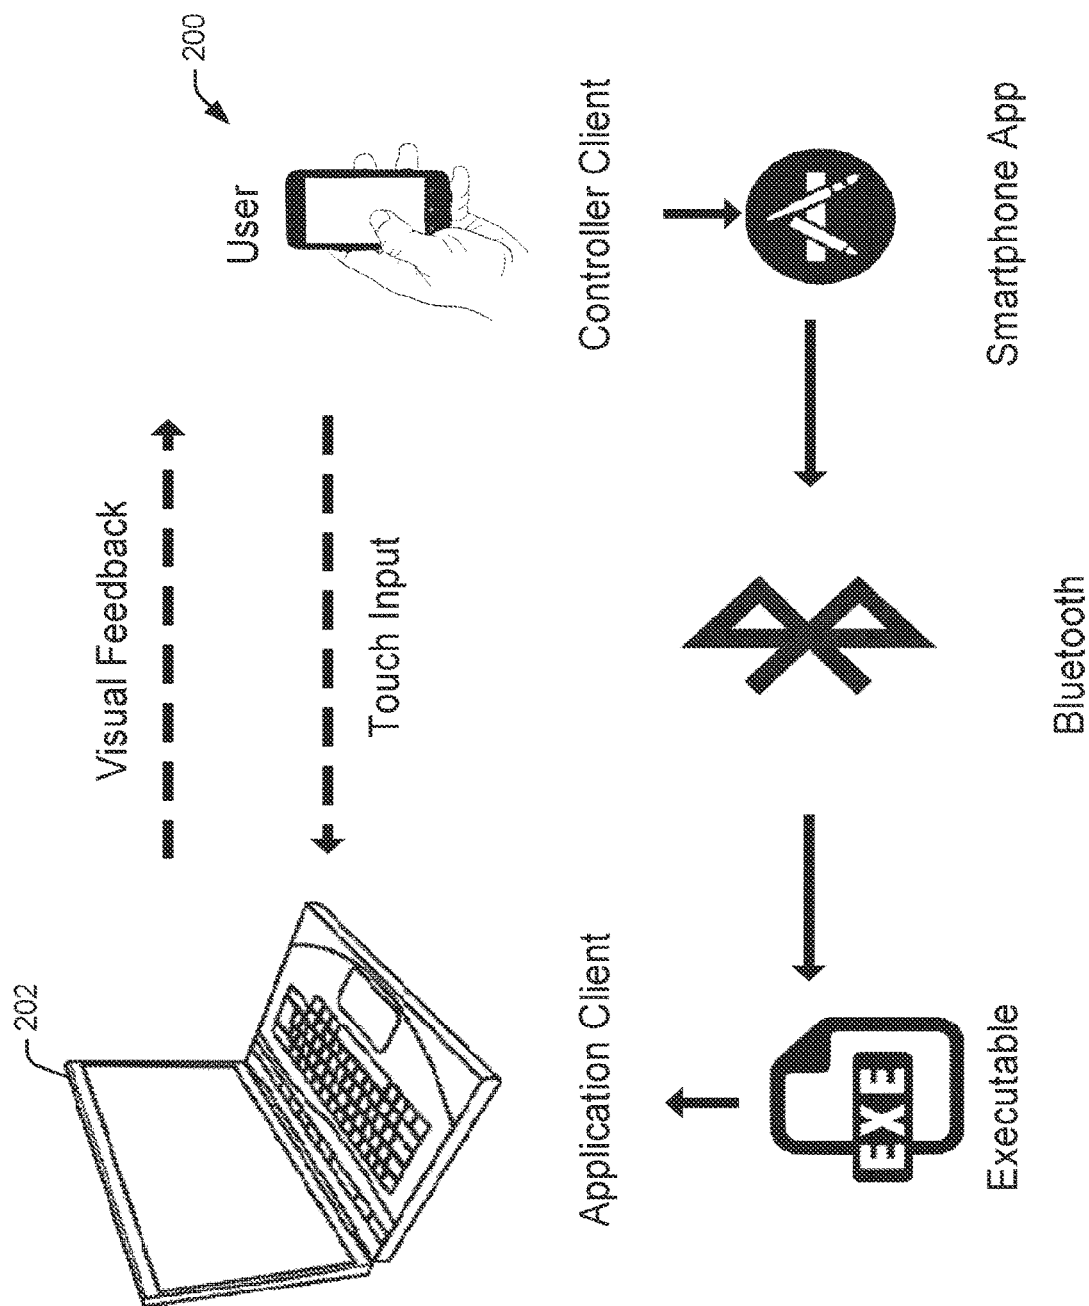 202
Visual Feedback
200
User
Touch Input
Application Client
Controller Client
EXE
Executable
Smartphone App
Bluetooth